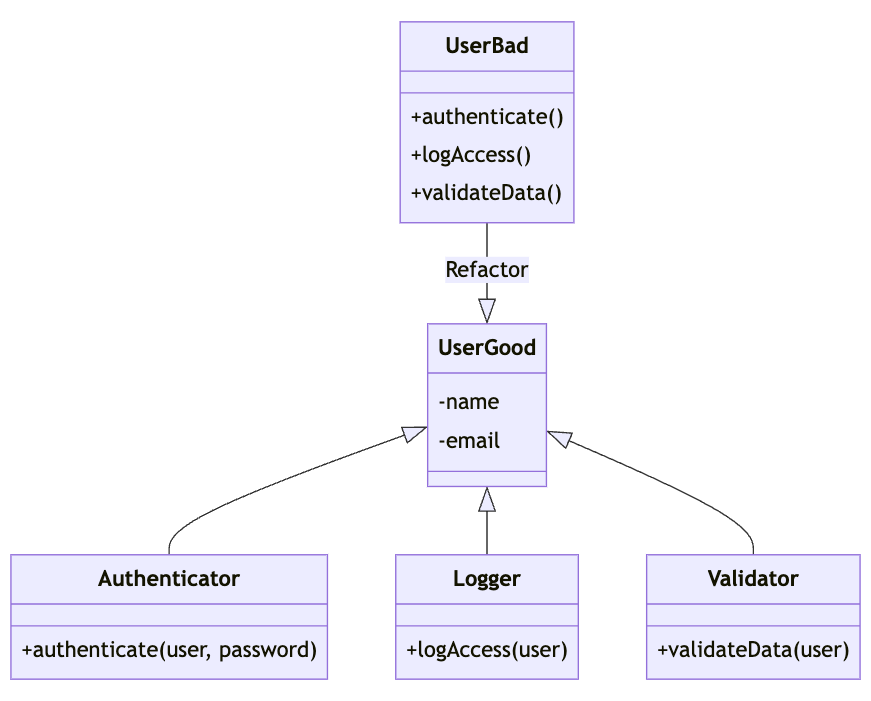 UserBad
+authenticate()
+logAccess()
+validateData()
Refactor
UserGood
-name
-email
Authenticator
+authenticate(user, password)
Logger
+logAccess(user)
Validator
+validateData(user)